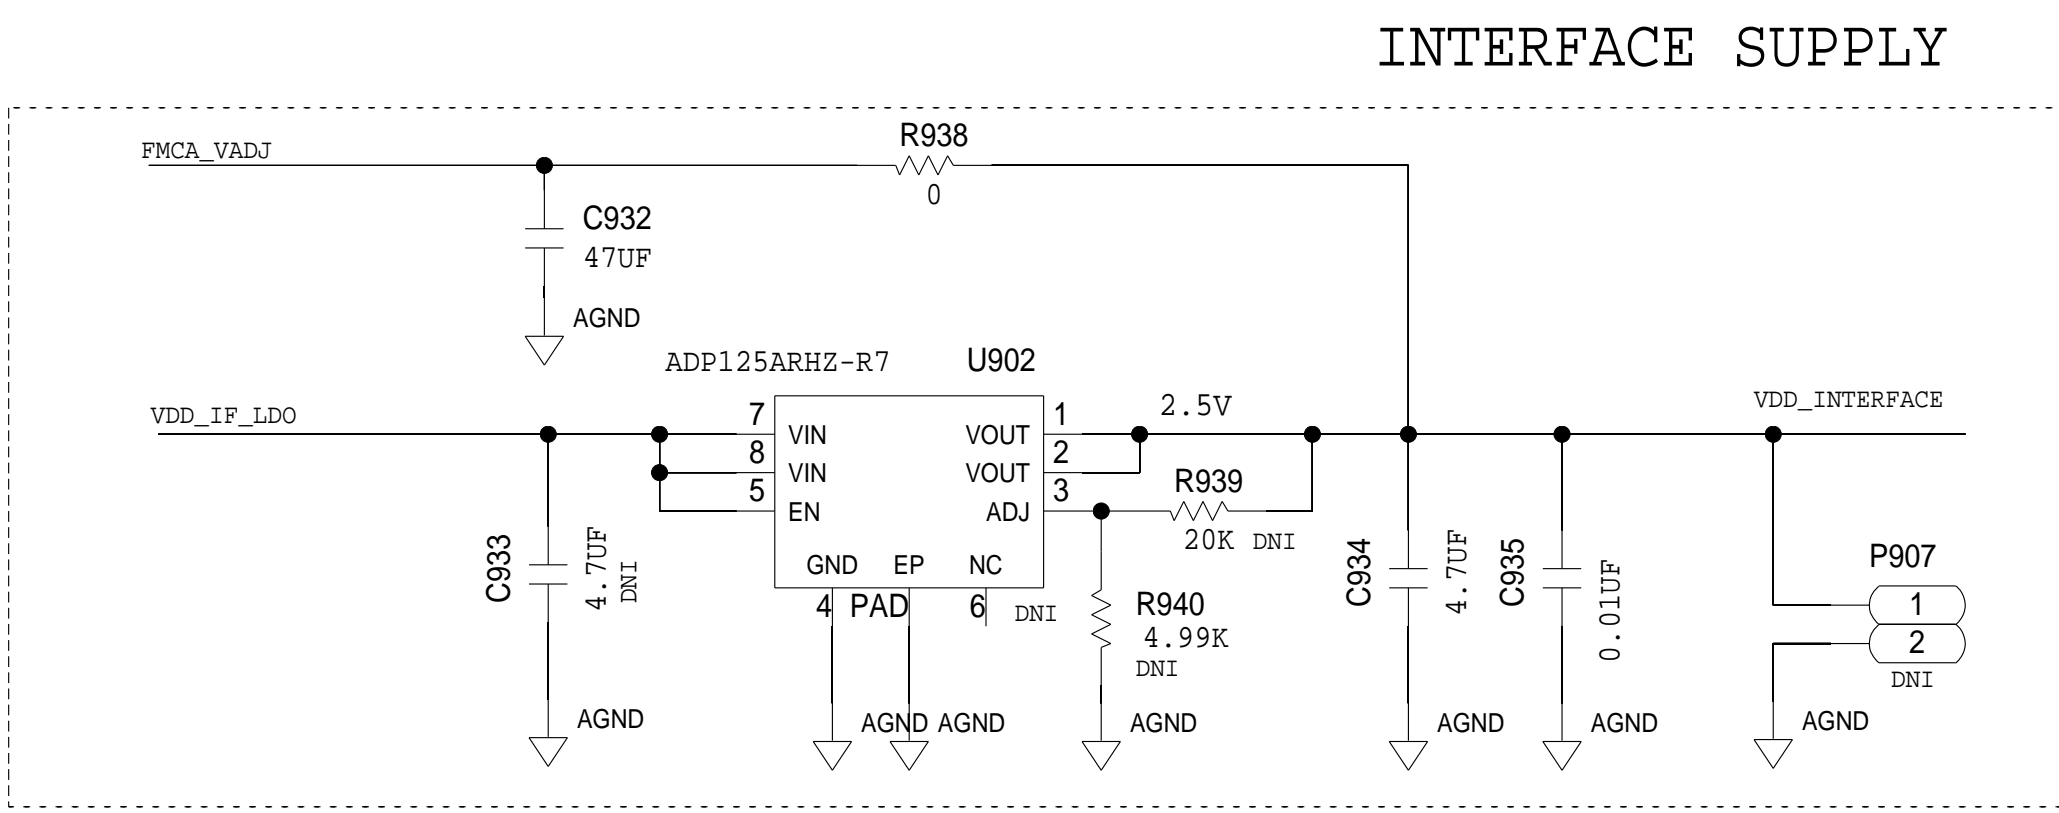 INTERFACE SUPPLY
FMCA_VADJ
R938
0
C932
47UF
AGND
ADP125ARHZ-R7
U902
VDD_IF_LDO
7
VIN
8
VIN
5
EN
VOUT
1
VOUT
2
ADJ
3
GND
EP
NC
4
PAD
6
DNI
2.5V
VDD_INTERFACE
R939
20K DNI
C933
4.7UF
DNI
R940
4.99K
DNI
C934
4.7UF
C935
0.01UF
P907
1
2
DNI
AGND
AGND
AGND
AGND
AGND
AGND
AGND